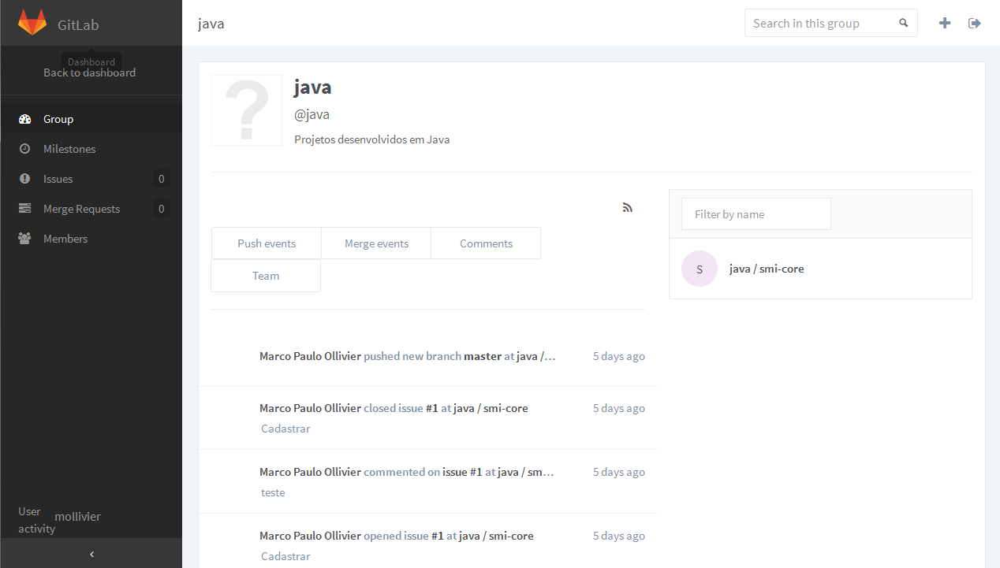 GitLab
java
Search in this group
Dashboard
Back to dashboard
Group
Milestones
Issues 0
Merge Requests 0
Members
User activity
mollivier
java
@java
Projetos desenvolvidos em Java
Push events
Merge events
Comments
Team
Filter by name
S
java / smi-core
Marco Paulo Ollivier pushed new branch master at java /... 5 days ago
Marco Paulo Ollivier closed issue #1 at java / smi-core 5 days ago
Cadastrar
Marco Paulo Ollivier commented on issue #1 at java / sm... 5 days ago
teste
Marco Paulo Ollivier opened issue #1 at java / smi-core 5 days ago
Cadastrar